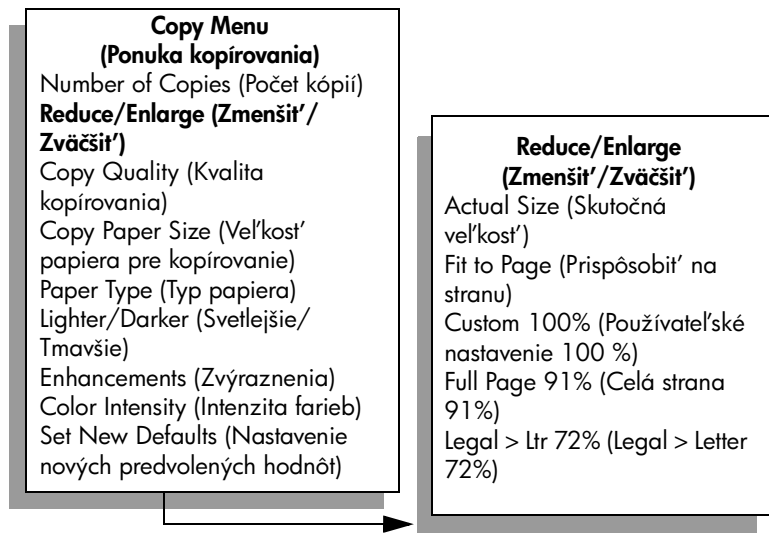 Copy Menu
(Ponuka kopírovania)
Number of Copies (Počet kópií)
Reduce/Enlarge (Zmenšiť/
Zväčšiť)
Copy Quality (Kvalita
kopírovania)
Copy Paper Size (Veľkosť
papiera pre kopírovanie)
Paper Type (Typ papiera)
Lighter/Darker (Svetlejšie/
Tmavšie)
Enhancements (Zvýraznenia)
Color Intensity (Intenzita farieb)
Set New Defaults (Nastavenie
nových predvolených hodnôt)
Reduce/Enlarge
(Zmenšiť/Zväčšiť)
Actual Size (Skutočná
veľkosť)
Fit to Page (Prispôsobiť na
stranu)
Custom 100% (Používateľské
nastavenie 100 %)
Full Page 91% (Celá strana
91%)
Legal > Ltr 72% (Legal > Letter
72%)